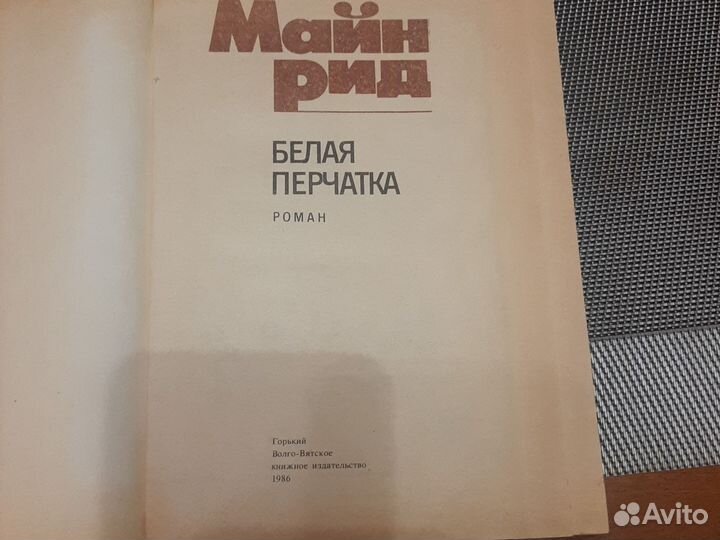 Майн
Рид
БЕЛАЯ
ПЕРЧАТКА
РОМАН
Горький
Волго-Вятское
книжное издательство
1986
Avito